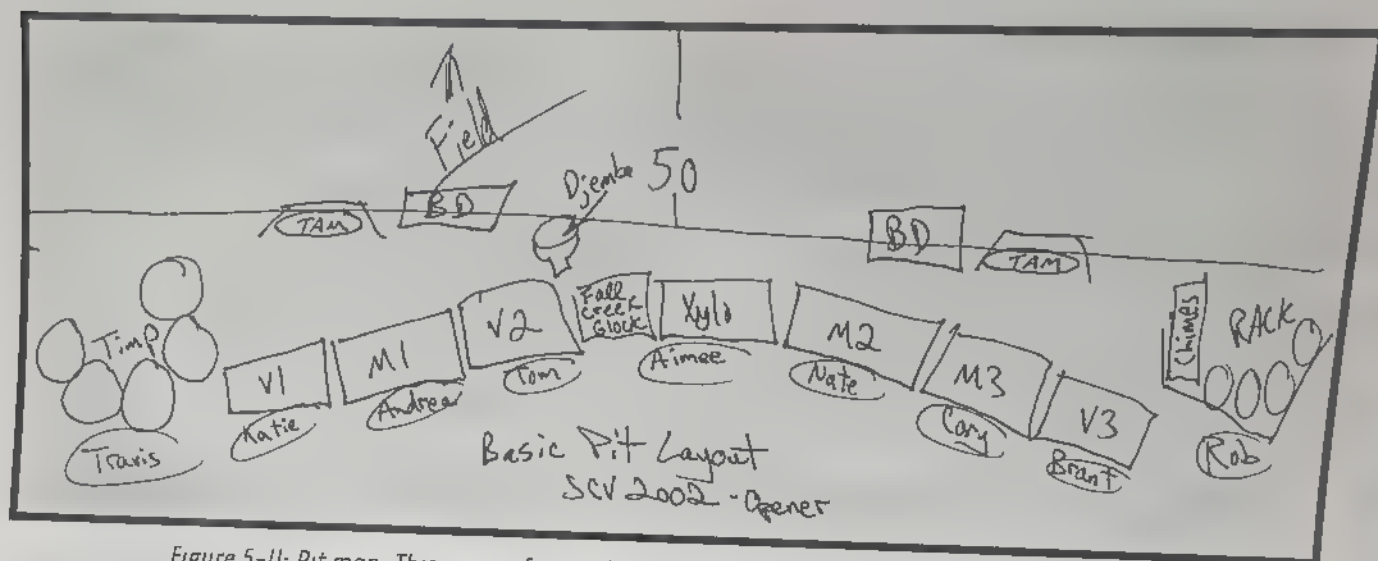 Field
Djembe
50
TAM
BD
BD
TAM
Timp
V1
M1
V2
Fall
Creek
Glock
Xylo
M2
M3
V3
Chimes
RACK
Travis
Katie
Andrea
Tom
Aimee
Nate
Cary
Brant
Rob
Basic Pit Layout
SCV 2002 - Opener
Figure 5-11: Pit map. This